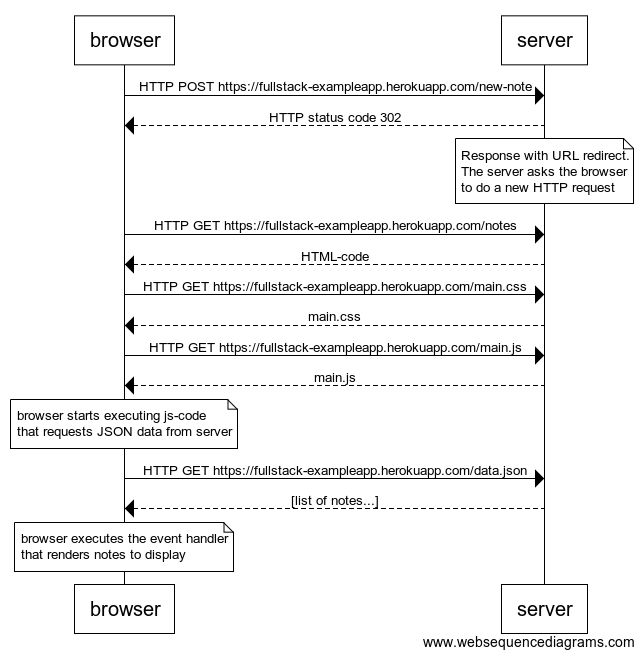 browser server
HTTP POST https://fullstack-exampleapp.herokuapp.com/new-note
HTTP status code 302
Response with URL redirect.
The server asks the browser
to do a new HTTP request
HTTP GET https://fullstack-exampleapp.herokuapp.com/notes
HTML-code
HTTP GET https://fullstack-exampleapp.herokuapp.com/main.css
main.css
HTTP GET https://fullstack-exampleapp.herokuapp.com/main.js
main.js
browser starts executing js-code
that requests JSON data from server
HTTP GET https://fullstack-exampleapp.herokuapp.com/data.json
[list of notes...]
browser executes the event handler
that renders notes to display
browser server
www.websequencediagrams.com